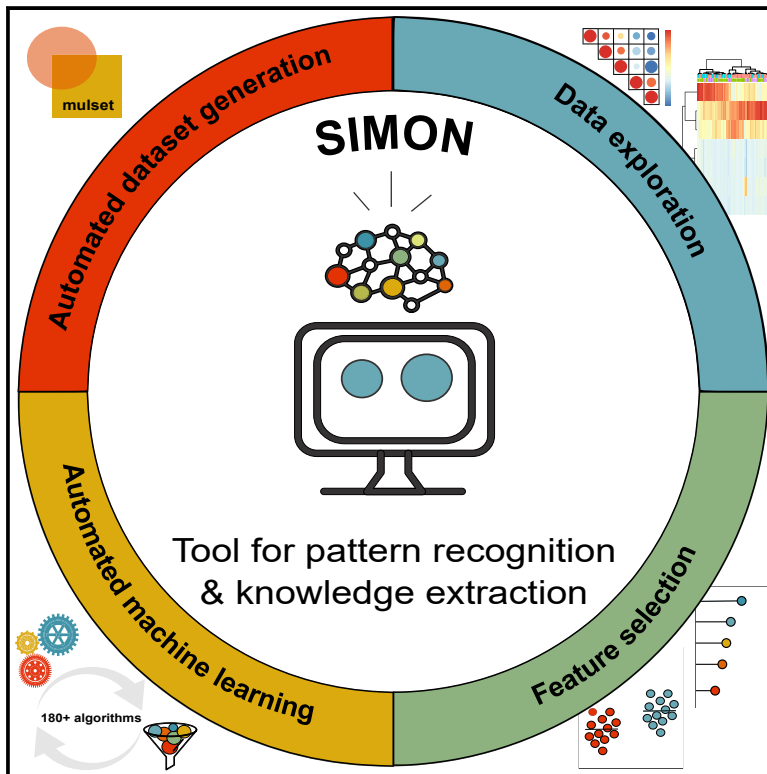 mulset
Automated dataset generation
Data exploration
SIMON
Tool for pattern recognition
& knowledge extraction
Automated machine learning
Feature selection
180+ algorithms